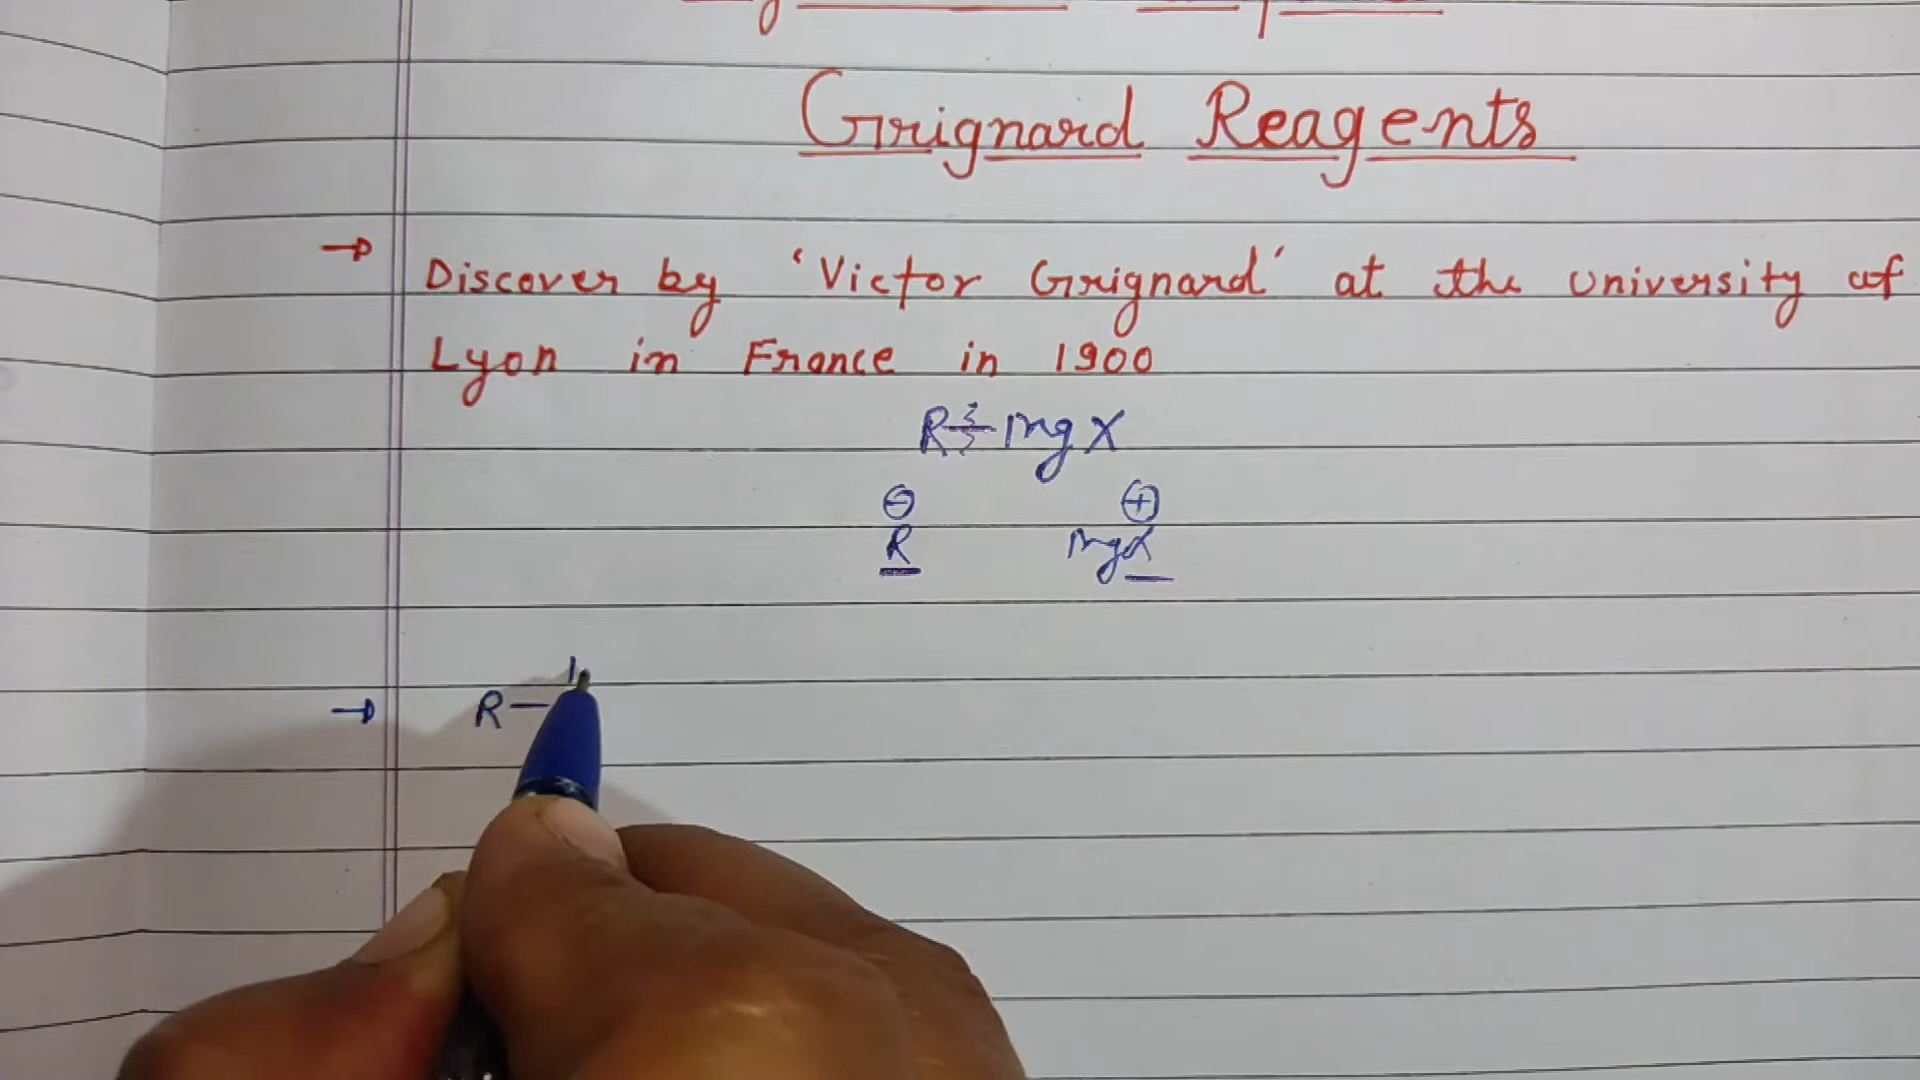 Grignard Reagents
→ Discover by 'Victor Grignard' at the university of
Lyon in France in 1900
R-MgX
⊖ ⊕
R MgX
→ R—